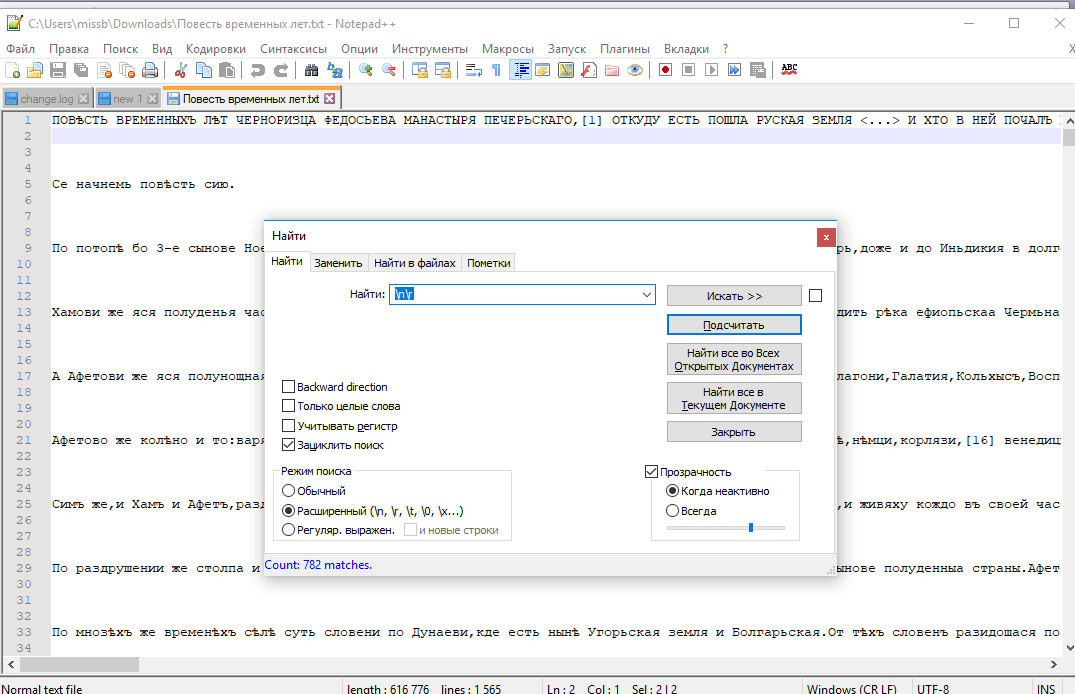 C:\Users\missb\Downloads\Повесть временных лет.txt - Notepad++
Файл Правка Поиск Вид Кодировки Синтаксисы Опции Инструменты Макросы Запуск Плагины Вкладки ? X
ABC
change.log new 1 Повесть временных лет.txt
1 ПОВѢСТЬ ВРЕМЕННЫХЪ ЛѢТ ЧЕРНОРИЗЦА ФЕДОСЬЕВА МАНАСТЫРЯ ПЕЧЕРЬСКАГО,[1] ОТКУДУ ЕСТЬ ПОШЛА РУСКАЯ ЗЕМЛЯ <...> И ХТО В НЕЙ ПОЧАЛЪ
2
3
4
5 Се начнемь повѣсть сию.
6
7
8
9 По потопѣ бо 3-е сынове Ное рь,доже и до Иньдикия в долг
10
11
12
13 Хамови же яся полуденья час дить рѣка ефиопьскаа Чермьна
14
15
16
17 А Афетови же яся полунощная лагони,Галатия,Кольхысъ,Восп
18
19
20
21 Афетово же колѣно и то:варя ѣ,нѣмци,корлязи,[16] венедиц
22
23
24
25 Симъ же,и Хамъ и Афетъ,разд ,и живяху кождо въ своей час
26
27
28
29 По раздрушении же столпа и ынове полуденыа страны.Афет
30
31
32
33 По мнозѣхъ же временѣхъ сѣлѣ суть словени по Дунаеви,кде есть нынѣ Угорьская земля и Болгарьская.От тѣхъ словенъ разидошася по
34
Найти
x
Найти Заменить Найти в файлах Пометки
Найти: \n\r
Искать >>
Подсчитать
Найти все во Всех
Открытых Документах
Найти все в
Текущем Документе
Закрыть
Backward direction
Только целые слова
Учитывать регистр
Зациклить поиск
Режим поиска
Обычный
Расширенный (\n, \r, \t, \0, \x...)
Регуляр. выражен. и новые строки
Прозрачность
Когда неактивно
Всегда
Count: 782 matches.
Normal text file length : 616 776 lines : 1 565 Ln : 2 Col : 1 Sel : 2 | 2 Windows (CR LF) UTF-8 INS